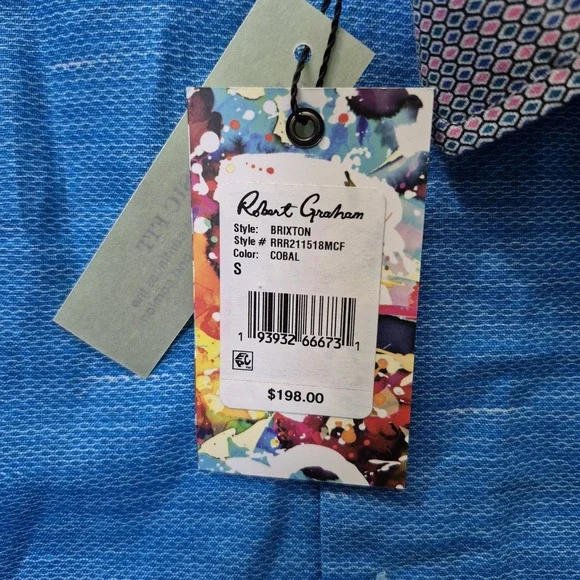 Robert Graham
Style: BRIXTON
Style # RRR211518MCF
Color: COBAL
S
1 93932 66673 1
$198.00